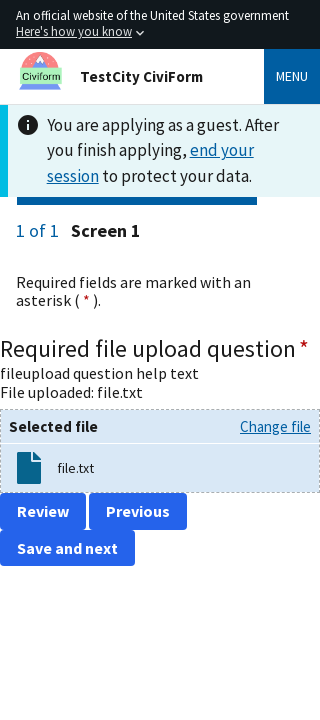 An official website of the United States government
Here's how you know
Civiform
TestCity CiviForm
MENU
You are applying as a guest. After
you finish applying, end your
session to protect your data.
1 of 1 Screen 1
Required fields are marked with an
asterisk ( * ).
Required file upload question *
fileupload question help text
File uploaded: file.txt
Selected file Change file
file.txt
Review Previous
Save and next